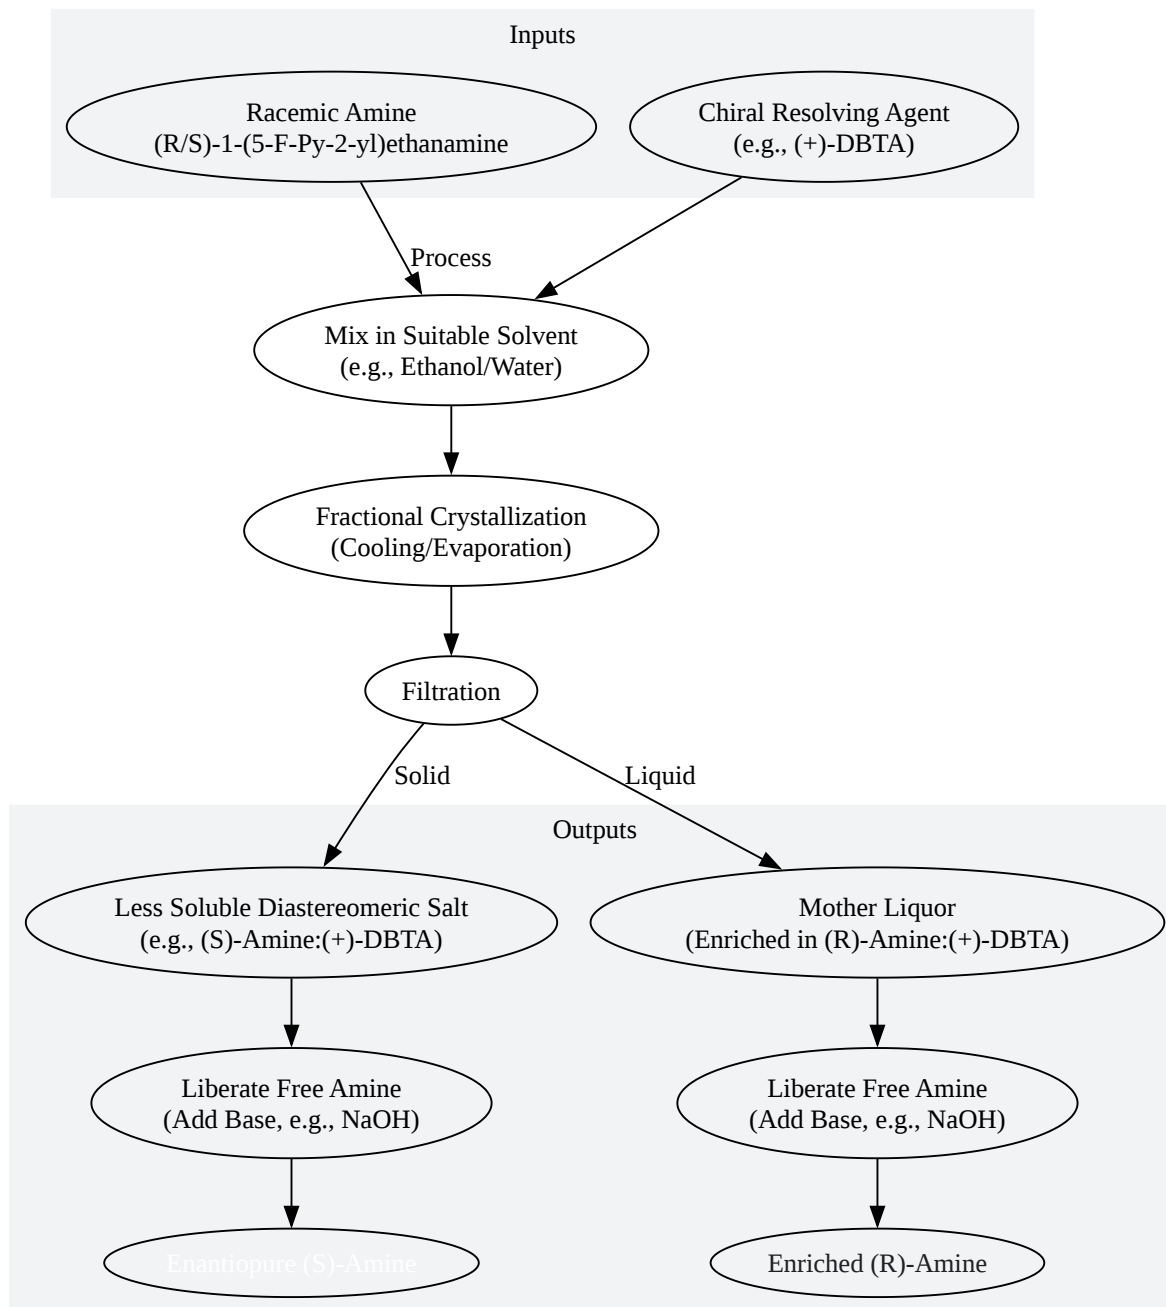 Inputs
Racemic Amine
(R/S)-1-(5-F-Py-2-yl)ethanamine
Chiral Resolving Agent
(e.g., (+)-DBTA)
Process
Mix in Suitable Solvent
(e.g., Ethanol/Water)
Fractional Crystallization
(Cooling/Evaporation)
Filtration
Solid
Liquid
Outputs
Less Soluble Diastereomeric Salt
(e.g., (S)-Amine:(+)-DBTA)
Mother Liquor
(Enriched in (R)-Amine:(+)-DBTA)
Liberate Free Amine
(Add Base, e.g., NaOH)
Liberate Free Amine
(Add Base, e.g., NaOH)
Enantiopure (S)-Amine
Enriched (R)-Amine